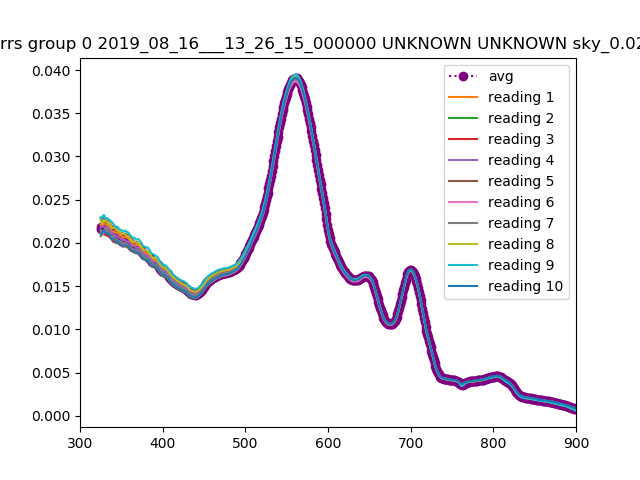 rrs group 0 2019_08_16___13_26_15_000000 UNKNOWN UNKNOWN sky_0.02
0.040
0.035
0.030
0.025
0.020
0.015
0.010
0.005
0.000
300 400 500 600 700 800 900
avg
reading 1
reading 2
reading 3
reading 4
reading 5
reading 6
reading 7
reading 8
reading 9
reading 10